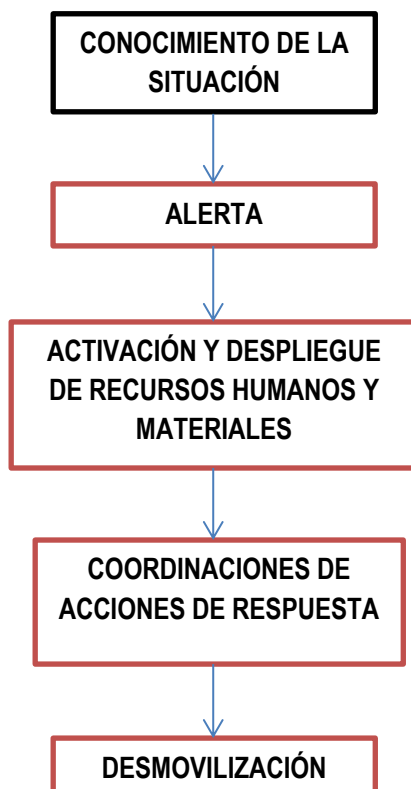 CONOCIMIENTO DE LA
SITUACIÓN
ALERTA
ACTIVACIÓN Y DESPLIEGUE
DE RECURSOS HUMANOS Y
MATERIALES
COORDINACIONES DE
ACCIONES DE RESPUESTA
DESMOVILIZACIÓN